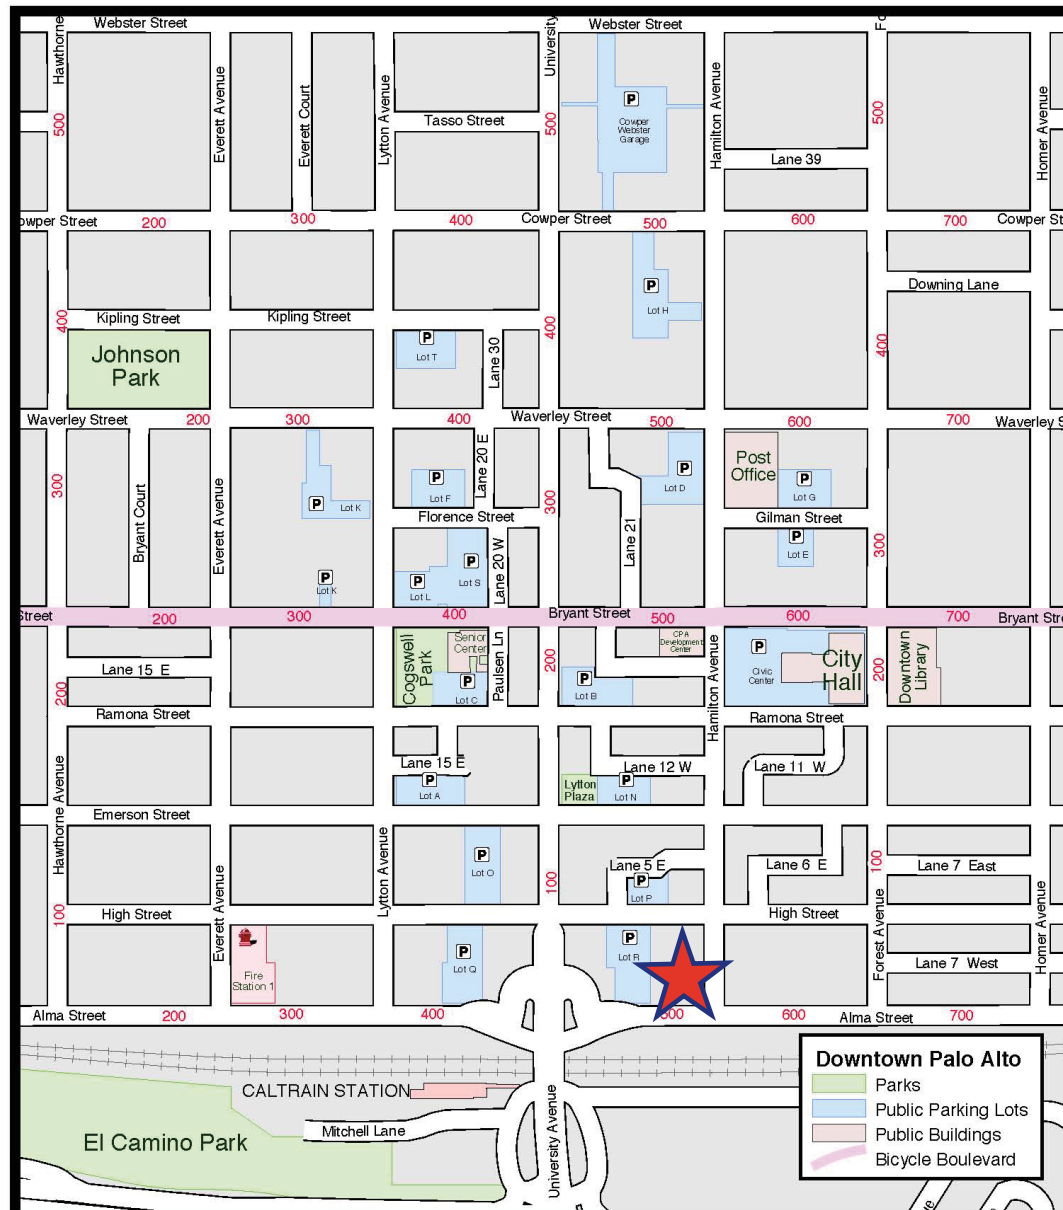 Webster Street
Webster Street
Hawthorne
Everett Avenue
Everett Court
Lytton Avenue
University
Hamilton Avenue
Fo
Homer Avenue
500
500
500
P
Cowper
Webster
Garage
Tasso Street
Lane 39
owper Street
200
300
400
Cowper Street
500
600
700
Cowper St
Downing Lane
400
Kipling Street
Kipling Street
400
400
P
Lot H
Johnson
Park
P
Lot T
Lane 30
Waverley Street
200
300
400
Waverley Street
500
600
700
Waverley S
300
Bryant Court
Everett Avenue
P
Lot K
P
Lot K
P
Lot F
Lane 20 E
Florence Street
P
Lot S
P
Lot L
Lane 20 W
300
Lane 21
P
Lot D
Post
Office
P
Lot G
Gilman Street
P
Lot E
300
Street
200
300
400
Bryant Street
500
600
700
Bryant Stre
Lane 15 E
200
Ramona Street
Cogswell
Park
Senior
Center
P
Lot C
Paulsen Ln
200
P
Lot B
CPA
Development
Center
Hamilton Avenue
P
Civic
Center
City
Hall
200
Downtown
Library
Ramona Street
Lane 15 E
P
Lot A
Lytton
Plaza
P
Lot N
Lane 12 W
Lane 11 W
Hawthorne Avenue
Emerson Street
Lytton Avenue
P
Lot O
100
Lane 5 E
P
Lot P
Lane 6 E
100
Lane 7 East
100
High Street
High Street
Everett Avenue
Fire
Station 1
P
Lot Q
P
Lot R
Forest Avenue
Lane 7 West
Homer Avenue
Alma Street
200
300
400
500
600
Alma Street
700
CALTRAIN STATION
Mitchell Lane
El Camino Park
University Avenue
Downtown Palo Alto
Parks
Public Parking Lots
Public Buildings
Bicycle Boulevard